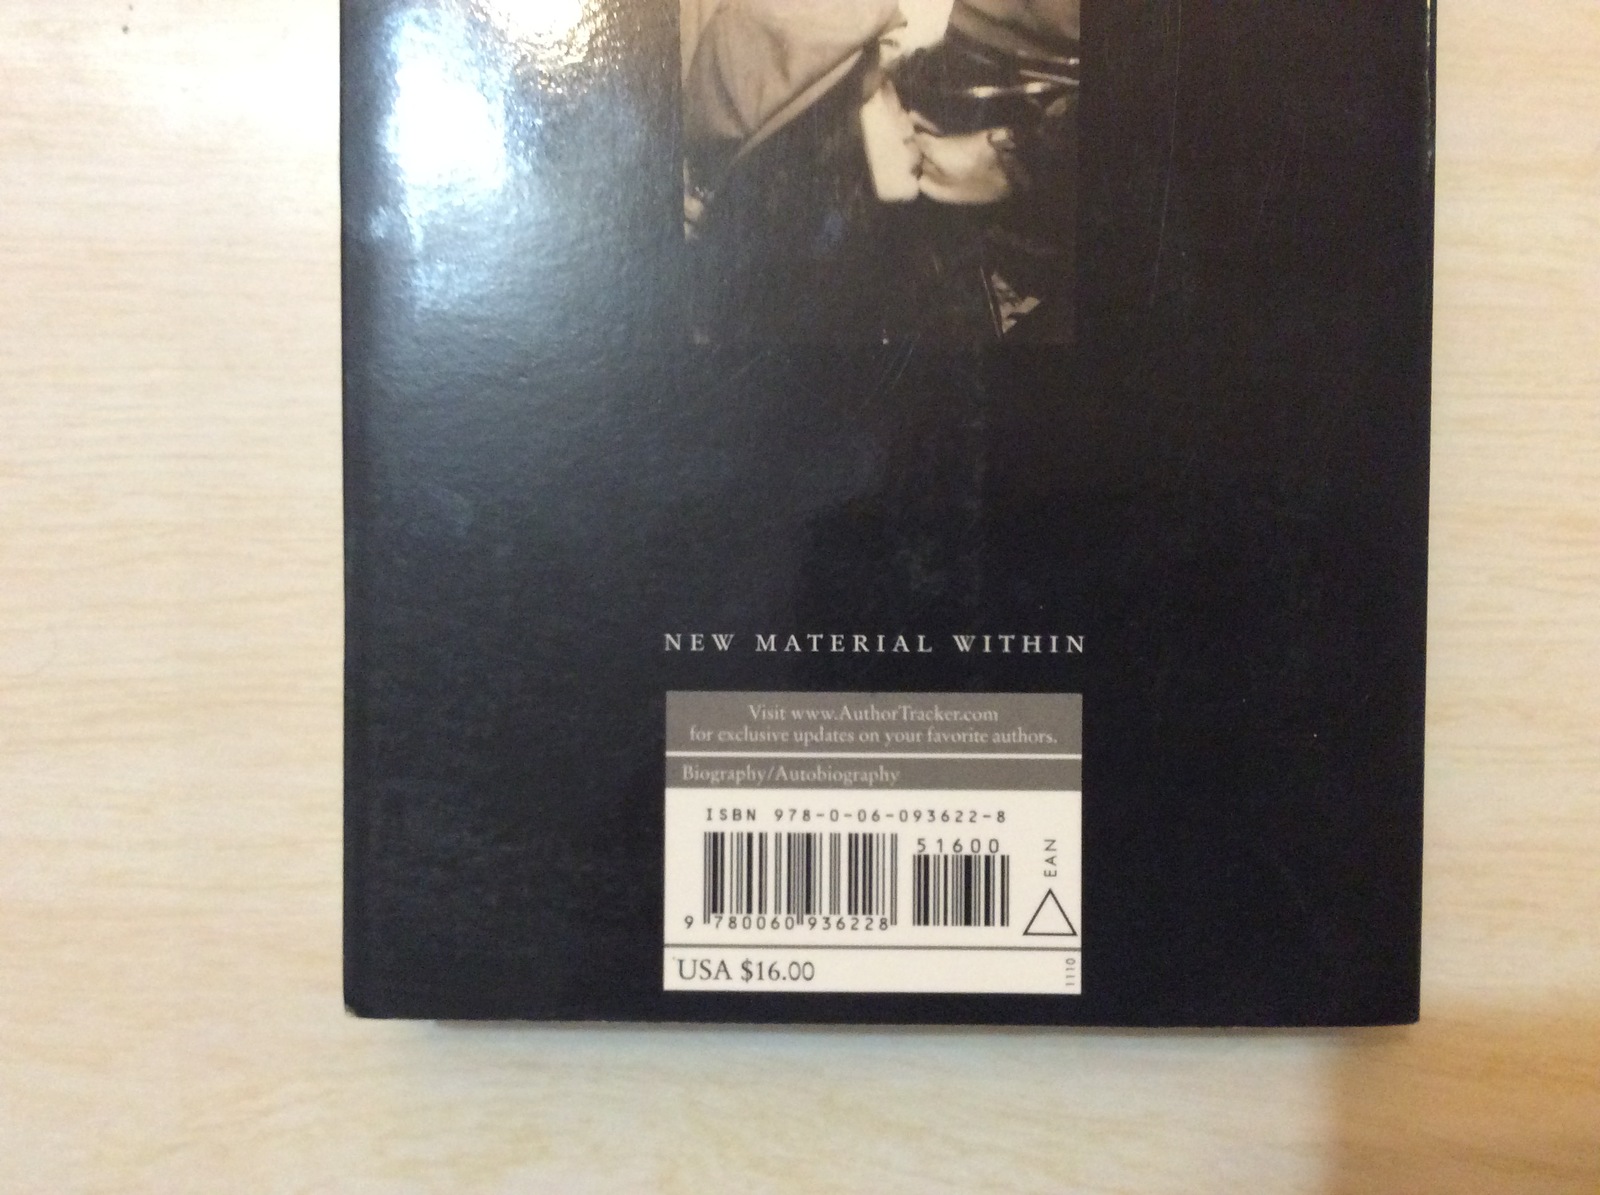 NEW MATERIAL WITHIN
Visit www.AuthorTracker.com
for exclusive updates on your favorite authors.
Biography/Autobiography
ISBN 978-0-06-093622-8
51600
EAN
9 780060 936228
USA $16.00
1110